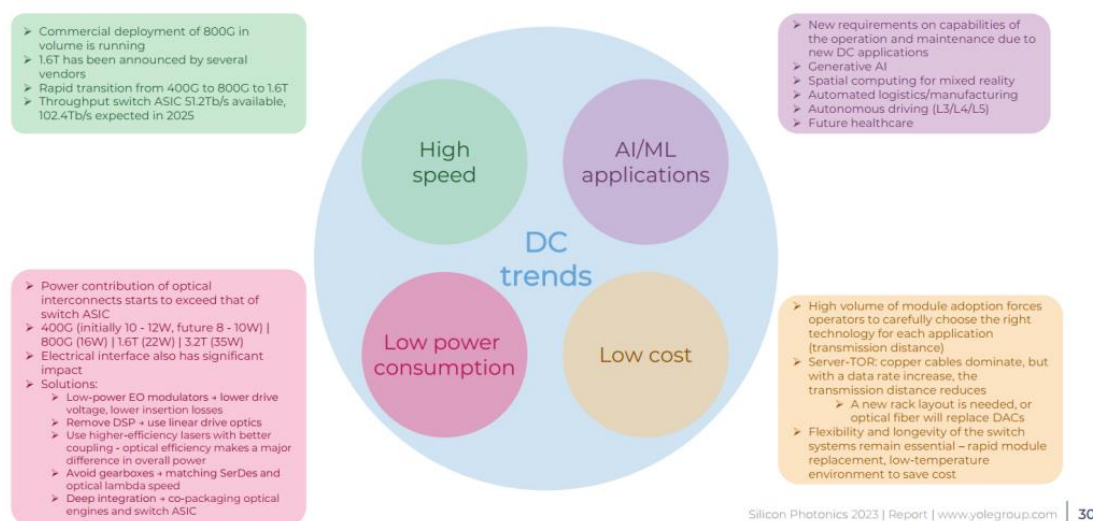 ➤ Commercial deployment of 800G in
volume is running
➤ 1.6T has been announced by several
vendors
➤ Rapid transition from 400G to 800G to 1.6T
➤ Throughput switch ASIC 51.2Tb/s available,
102.4Tb/s expected in 2025
➤ New requirements on capabilities of
the operation and maintenance due to
new DC applications
➤ Generative AI
➤ Spatial computing for mixed reality
➤ Automated logistics/manufacturing
➤ Autonomous driving (L3/L4/L5)
➤ Future healthcare
High
speed
AI/ML
applications
DC
trends
Low power
consumption
Low cost
➤ Power contribution of optical
interconnects starts to exceed that of
switch ASIC
➤ 400G (initially 10 - 12W, future 8 - 10W) |
800G (16W) | 1.6T (22W) | 3.2T (35W)
➤ Electrical interface also has significant
impact
➤ Solutions:
➤ Low-power EO modulators → lower drive
voltage, lower insertion losses
➤ Remove DSP → use linear drive optics
➤ Use higher-efficiency lasers with better
coupling - optical efficiency makes a major
difference in overall power
➤ Avoid gearboxes → matching SerDes and
optical lambda speed
➤ Deep integration → co-packaging optical
engines and switch ASIC
➤ High volume of module adoption forces
operators to carefully choose the right
technology for each application
(transmission distance)
➤ Server-TOR: copper cables dominate, but
with a data rate increase, the
transmission distance reduces
➤ A new rack layout is needed, or
optical fiber will replace DACs
➤ Flexibility and longevity of the switch
systems remain essential – rapid module
replacement, low-temperature
environment to save cost
Silicon Photonics 2023 | Report | www.yolegroup.com | 30